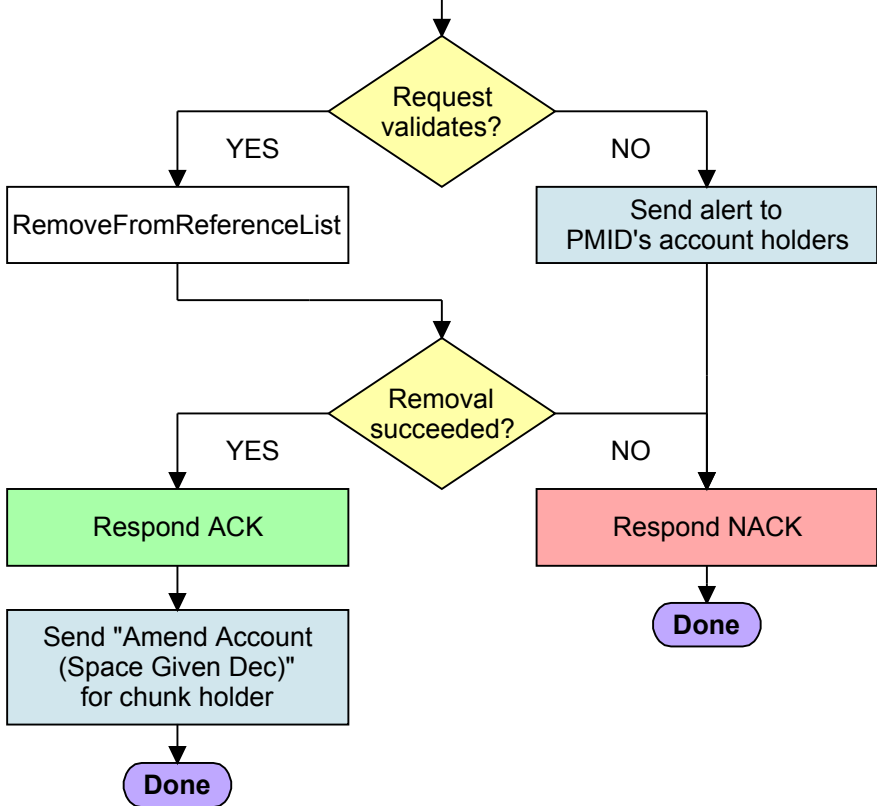 Request
validates?
YES
NO
RemoveFromReferenceList
Send alert to
PMID's account holders
Removal
succeeded?
YES
NO
Respond ACK
Respond NACK
Send "Amend Account
(Space Given Dec)"
for chunk holder
Done
Done